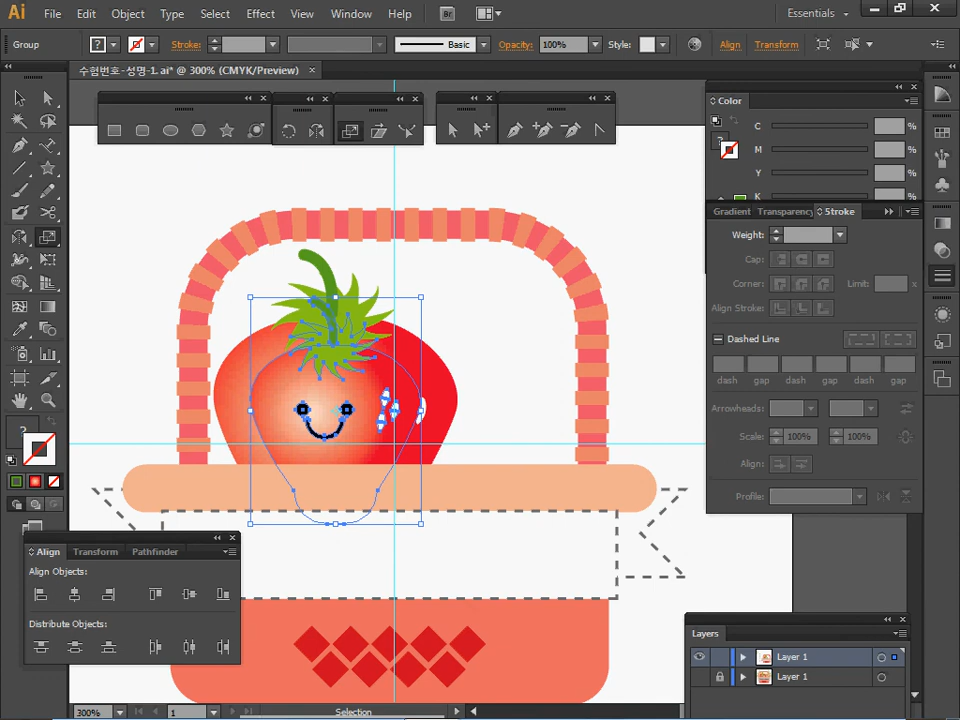 Ai File Edit Object Type Select Effect View Window Help Br Essentials
Group Stroke: Basic Opacity: 100% Style: Align Transform
수험번호-성명-1.ai* @ 300% (CMYK/Preview) ×
Color
C %
M %
Y %
K %
Gradient Transparency Stroke
Weight:
Cap:
Corner: Limit: x
Align Stroke:
Dashed Line
dash gap dash gap dash gap
Arrowheads:
Scale: 100% 100%
Align:
Profile:
Align Transform Pathfinder
Align Objects:
Distribute Objects:
Layers
Layer 1
Layer 1
300% 1 Selection